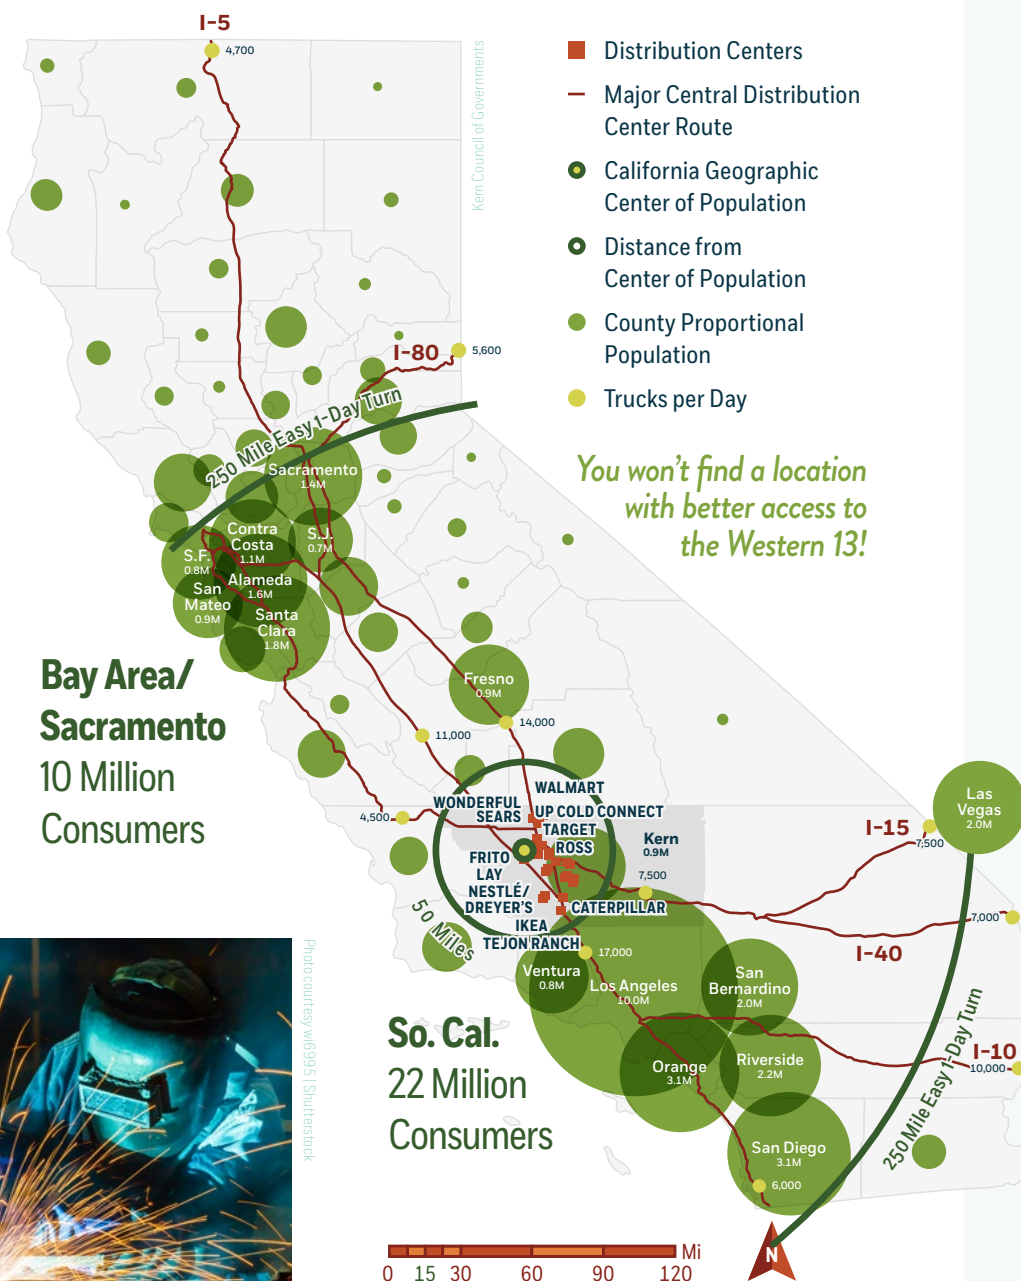 I-5
4,700
Kern Council of Governments
Distribution Centers
Major Central Distribution
Center Route
California Geographic
Center of Population
Distance from
Center of Population
County Proportional
Population
Trucks per Day
I-80
5,600
250 Mile Easy 1-Day Turn
You won't find a location
with better access to
the Western 13!
Sacramento
1.4M
Contra
Costa
1.1M
S.J.
0.7M
S.F.
0.8M
Alameda
1.6M
San
Mateo
0.9M
Santa
Clara
1.8M
Bay Area/
Sacramento
10 Million
Consumers
Fresno
0.9M
14,000
11,000
4,500
WALMART
WONDERFUL
SEARS
UP COLD CONNECT
TARGET
ROSS
FRITO
LAY
NESTLÉ/
DREYER'S
CATERPILLAR
IKEA
TEJON RANCH
Kern
0.9M
7,500
50 Miles
Las
Vegas
2.0M
I-15
7,500
7,000
I-40
17,000
Ventura
0.8M
Los Angeles
10.0M
San
Bernardino
2.0M
Orange
3.1M
Riverside
2.2M
I-10
10,000
250 Mile Easy 1-Day Turn
San Diego
3.1M
6,000
So. Cal.
22 Million
Consumers
Photo courtesy wi6995 | Shutterstock
N
Mi
0 15 30 60 90 120